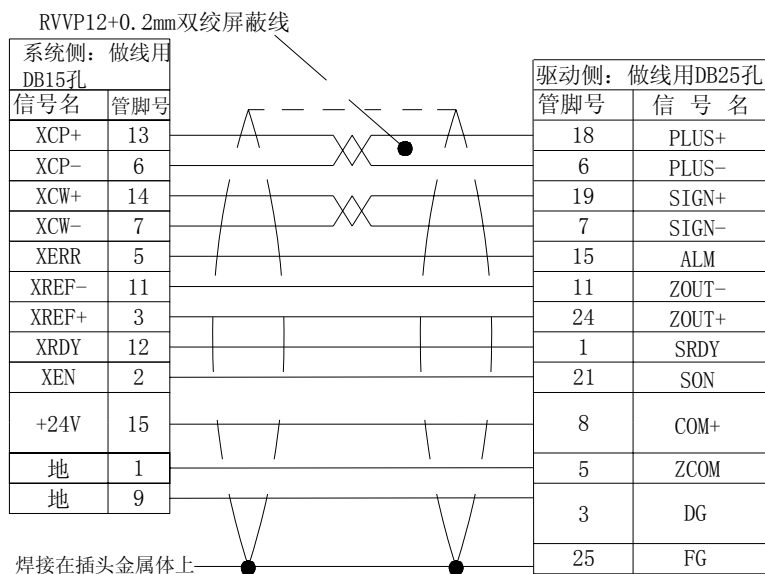 RVVP12+0.2mm双绞屏蔽线
系统侧：做线用
DB15孔
驱动侧：做线用DB25孔
信号名 管脚号 管脚号 信号名
XCP+ 13 18 PLUS+
XCP- 6 6 PLUS-
XCW+ 14 19 SIGN+
XCW- 7 7 SIGN-
XERR 5 15 ALM
XREF- 11 11 ZOUT-
XREF+ 3 24 ZOUT+
XRDY 12 1 SRDY
XEN 2 21 SON
+24V 15 8 COM+
地 1 5 ZCOM
地 9 3 DG
焊接在插头金属体上 25 FG